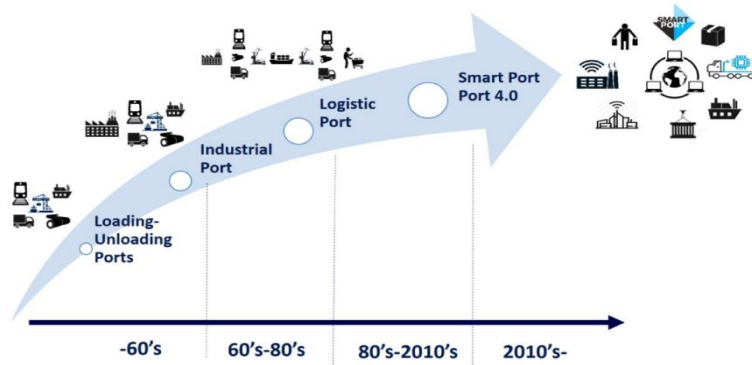 SMART
PORT
Smart Port
Port 4.0
Logistic
Port
Industrial
Port
Loading-
Unloading
Ports
-60's
60's-80's
80's-2010's
2010's-